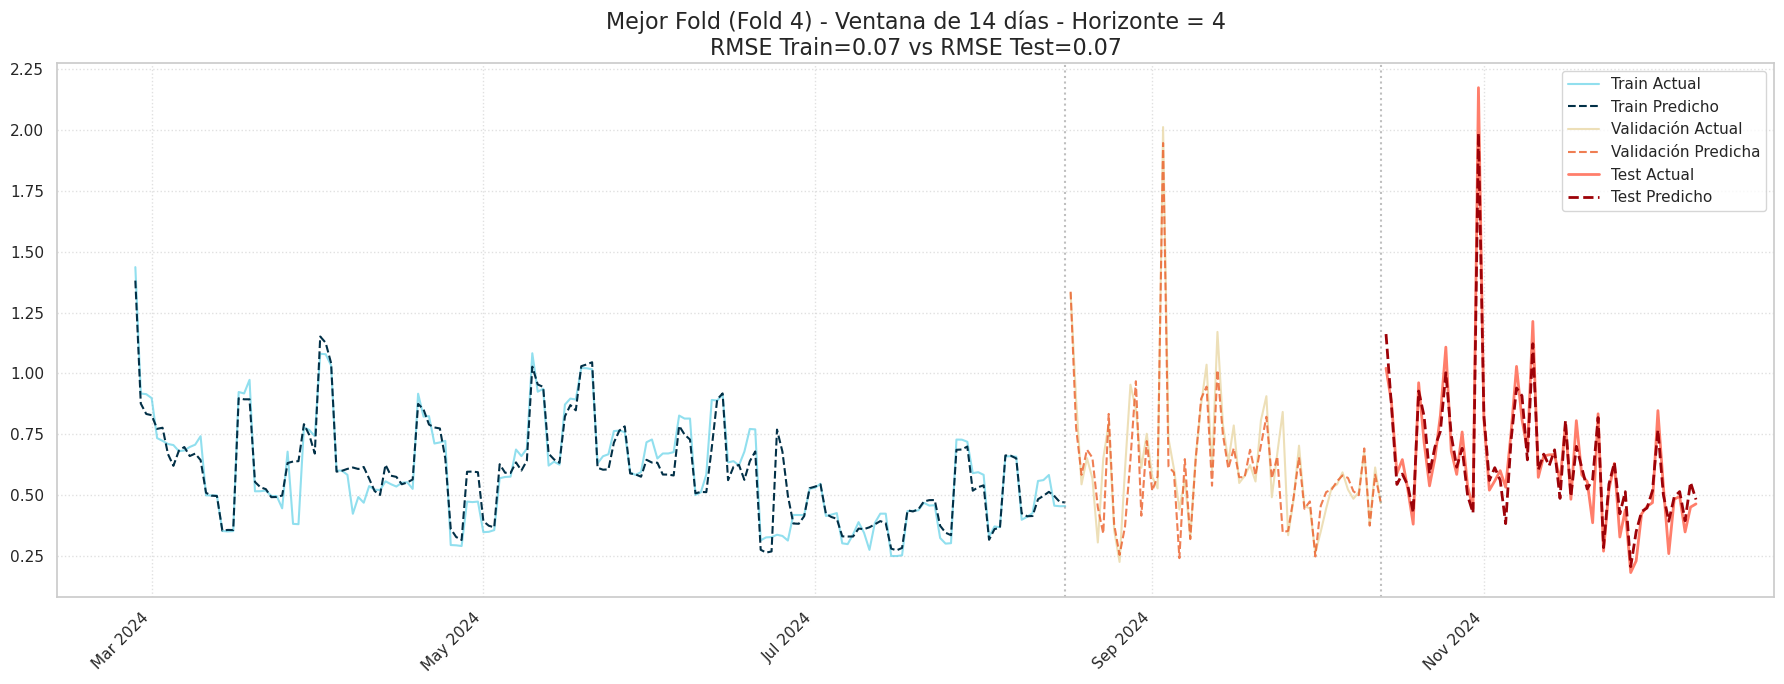 Mejor Fold (Fold 4) - Ventana de 14 días - Horizonte = 4
RMSE Train=0.07 vs RMSE Test=0.07
2.25
2.00
1.75
1.50
1.25
1.00
0.75
0.50
0.25
Train Actual
Train Predicho
Validación Actual
Validación Predicha
Test Actual
Test Predicho
Mar 2024
May 2024
Jul 2024
Sep 2024
Nov 2024